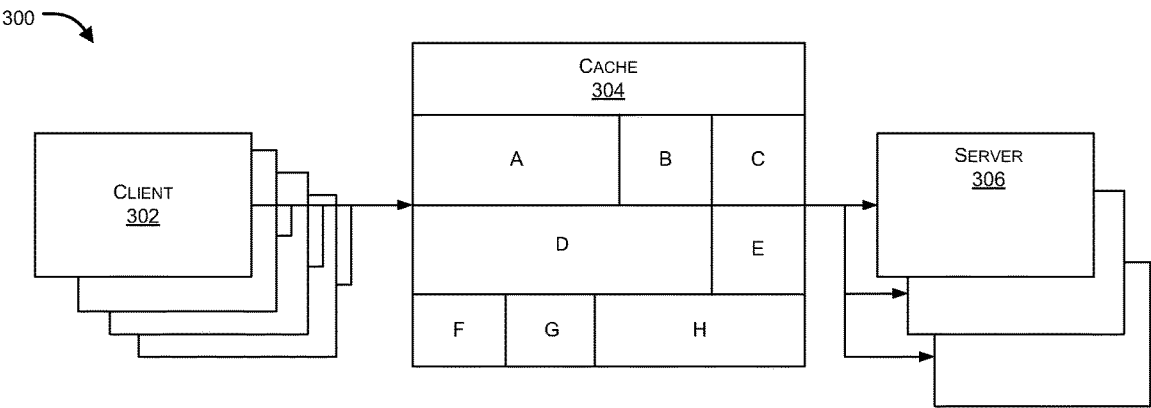 300
CACHE
304
A B C
CLIENT
302
SERVER
306
D E
F G H